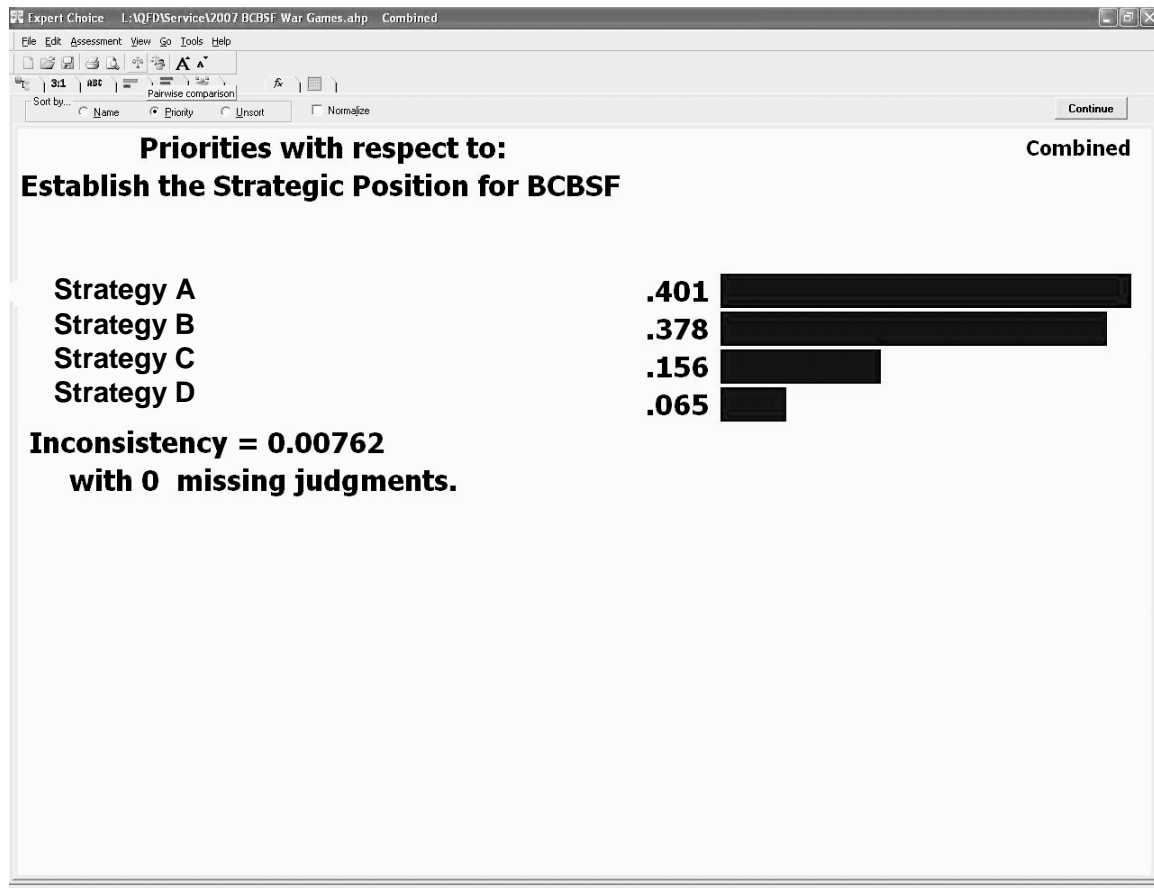 Expert Choice L:\QFD\Service\2007 BCBSF War Games.ahp Combined
File Edit Assessment View Go Tools Help
A A
3:1 ABC fx
Pairwise comparison
Sort by... Name Priority Unsort Normalize Continue
Priorities with respect to: Combined
Establish the Strategic Position for BCBSF
Strategy A .401
Strategy B .378
Strategy C .156
Strategy D .065
Inconsistency = 0.00762
with 0 missing judgments.